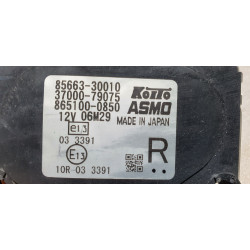 85663-30010
37000-79075
865100-0850
12V 06M29
KOITO
ASMO
MADE IN JAPAN
e13
03 3391
E13
10R-03 3391
R